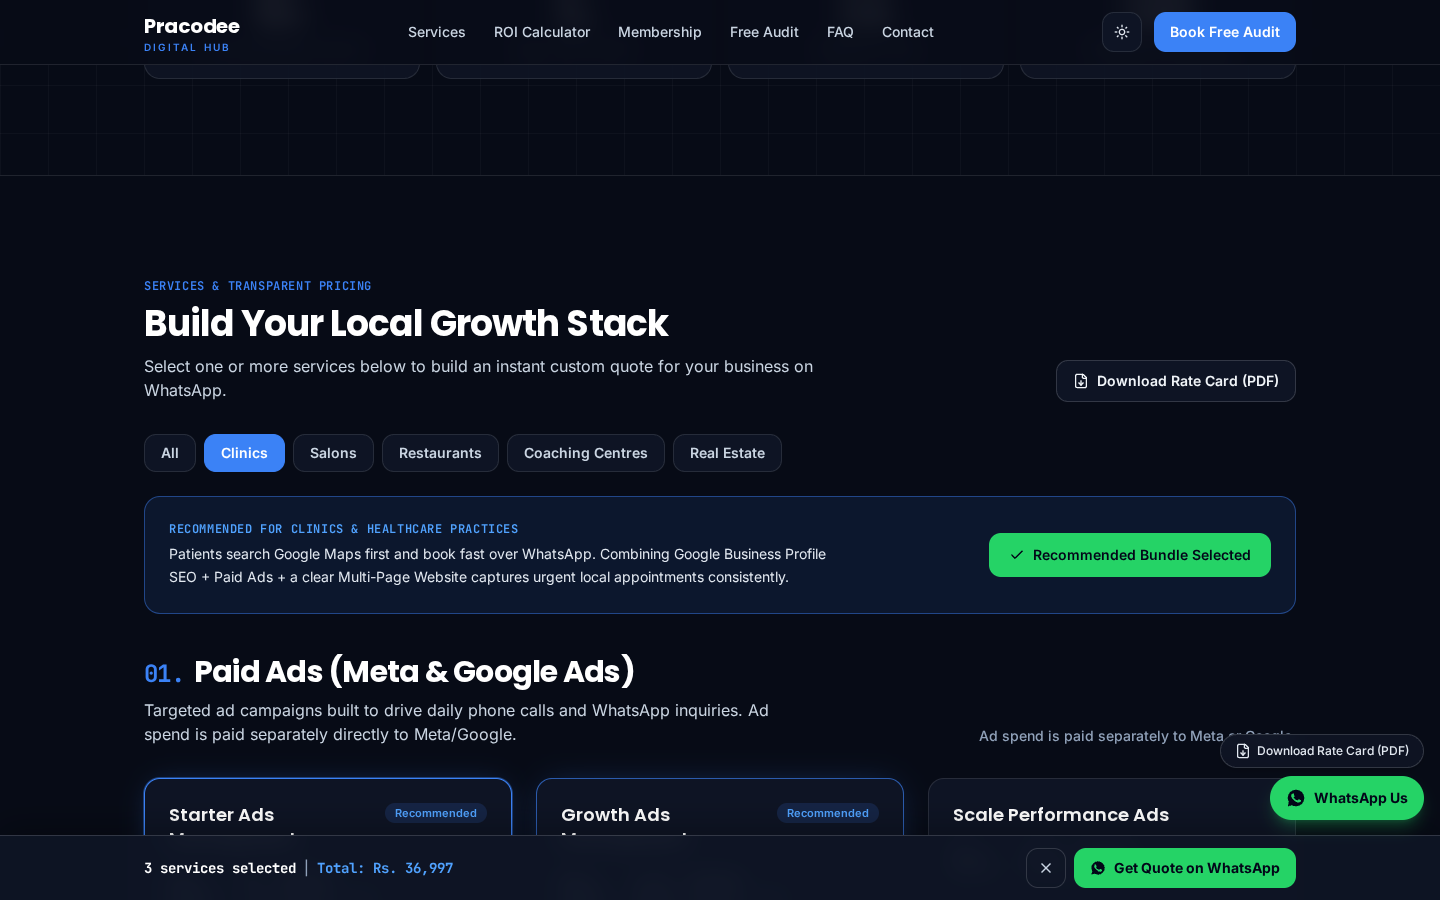 Pracodee
DIGITAL HUB
Services
ROI Calculator
Membership
Free Audit
FAQ
Contact
Book Free Audit
SERVICES & TRANSPARENT PRICING
Build Your Local Growth Stack
Select one or more services below to build an instant custom quote for your business on
WhatsApp.
Download Rate Card (PDF)
All
Clinics
Salons
Restaurants
Coaching Centres
Real Estate
RECOMMENDED FOR CLINICS & HEALTHCARE PRACTICES
Patients search Google Maps first and book fast over WhatsApp. Combining Google Business Profile
SEO + Paid Ads + a clear Multi-Page Website captures urgent local appointments consistently.
Recommended Bundle Selected
01. Paid Ads (Meta & Google Ads)
Targeted ad campaigns built to drive daily phone calls and WhatsApp inquiries. Ad
spend is paid separately directly to Meta/Google.
Ad spend is paid separately to Meta
Download Rate Card (PDF)
WhatsApp Us
Starter Ads
Recommended
Growth Ads
Recommended
Scale Performance Ads
3 services selected | Total: Rs. 36,997
Get Quote on WhatsApp